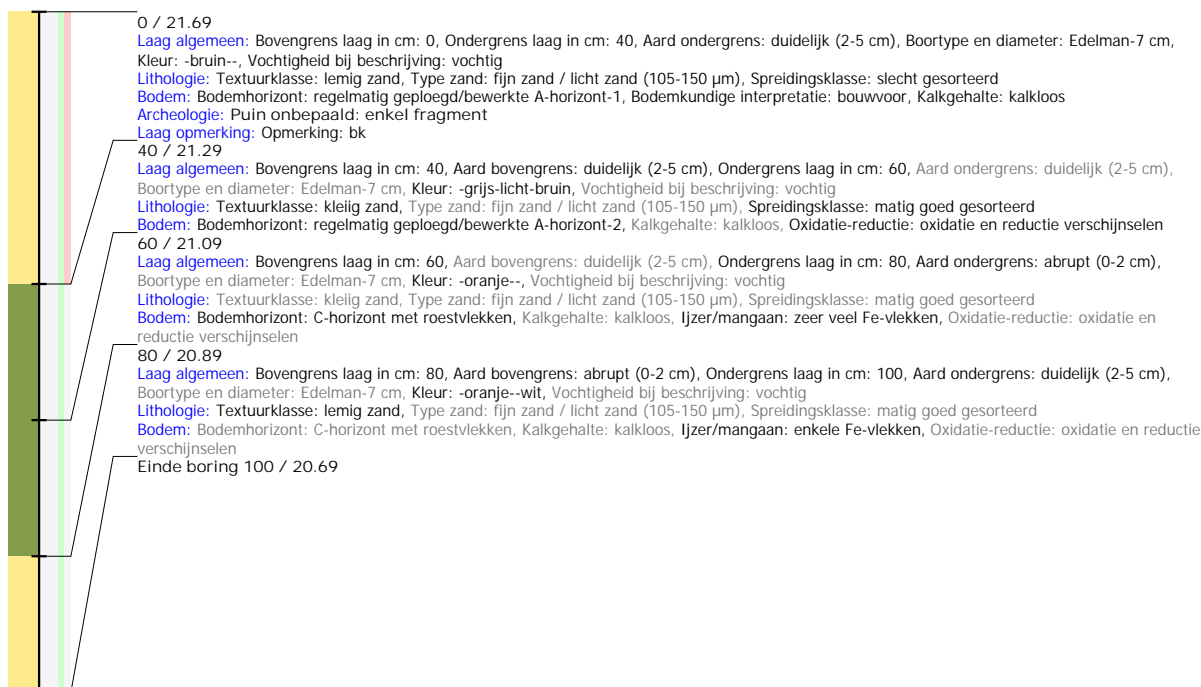 0 / 21.69
Laag algemeen: Bovengrens laag in cm: 0, Ondergrens laag in cm: 40, Aard ondergrens: duidelijk (2-5 cm), Boortype en diameter: Edelman-7 cm,
Kleur: -bruin--, Vochtigheid bij beschrijving: vochtig
Lithologie: Textuurklasse: lemig zand, Type zand: fijn zand / licht zand (105-150 µm), Spreidingsklasse: slecht gesorteerd
Bodem: Bodemhorizont: regelmatig geploegd/bewerkte A-horizont-1, Bodemkundige interpretatie: bouwvoor, Kalkgehalte: kalkloos
Archeologie: Puin onbepaald: enkel fragment
Laag opmerking: Opmerking: bk
40 / 21.29
Laag algemeen: Bovengrens laag in cm: 40, Aard bovengrens: duidelijk (2-5 cm), Ondergrens laag in cm: 60, Aard ondergrens: duidelijk (2-5 cm),
Boortype en diameter: Edelman-7 cm, Kleur: -grijs-licht-bruin, Vochtigheid bij beschrijving: vochtig
Lithologie: Textuurklasse: kleiig zand, Type zand: fijn zand / licht zand (105-150 µm), Spreidingsklasse: matig goed gesorteerd
Bodem: Bodemhorizont: regelmatig geploegd/bewerkte A-horizont-2, Kalkgehalte: kalkloos, Oxidatie-reductie: oxidatie en reductie verschijnselen
60 / 21.09
Laag algemeen: Bovengrens laag in cm: 60, Aard bovengrens: duidelijk (2-5 cm), Ondergrens laag in cm: 80, Aard ondergrens: abrupt (0-2 cm),
Boortype en diameter: Edelman-7 cm, Kleur: -oranje--, Vochtigheid bij beschrijving: vochtig
Lithologie: Textuurklasse: kleiig zand, Type zand: fijn zand / licht zand (105-150 µm), Spreidingsklasse: matig goed gesorteerd
Bodem: Bodemhorizont: C-horizont met roestvlekken, Kalkgehalte: kalkloos, Ijzer/mangaan: zeer veel Fe-vlekken, Oxidatie-reductie: oxidatie en
reductie verschijnselen
80 / 20.89
Laag algemeen: Bovengrens laag in cm: 80, Aard bovengrens: abrupt (0-2 cm), Ondergrens laag in cm: 100, Aard ondergrens: duidelijk (2-5 cm),
Boortype en diameter: Edelman-7 cm, Kleur: -oranje--wit, Vochtigheid bij beschrijving: vochtig
Lithologie: Textuurklasse: lemig zand, Type zand: fijn zand / licht zand (105-150 µm), Spreidingsklasse: matig goed gesorteerd
Bodem: Bodemhorizont: C-horizont met roestvlekken, Kalkgehalte: kalkloos, Ijzer/mangaan: enkele Fe-vlekken, Oxidatie-reductie: oxidatie en reductie
verschijnselen
Einde boring 100 / 20.69